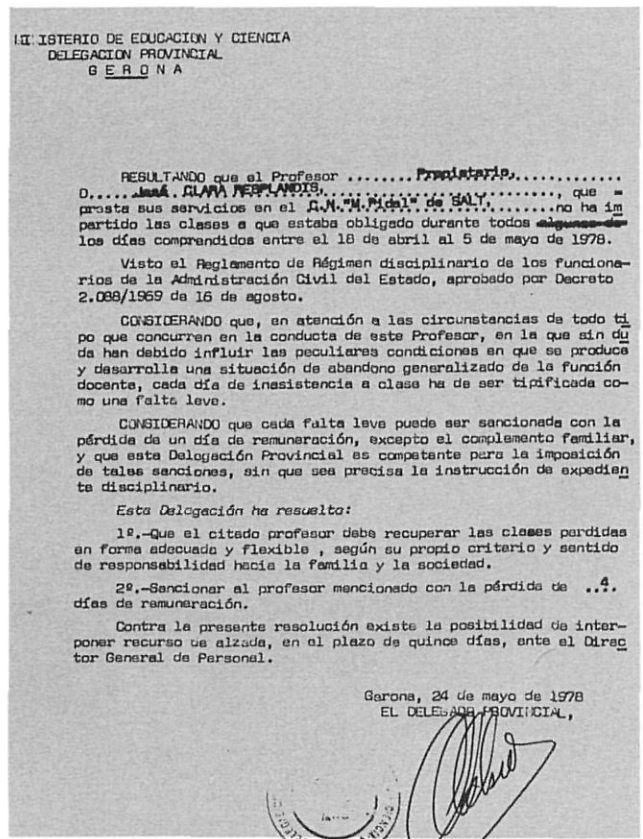 MINISTERIO DE EDUCACION Y CIENCIA
DELEGACION PROVINCIAL
G E R O N A
RESULTANDO que el Profesor ........ Propietario, ............
D..... José CLARA RESPLANDIS, ......................, que =
presta sus servicios en el C.N."M.Pidal" de SALT, .......no ha im
partido las clases a que estaba obligado durante todos algunos de
los días comprendidos entre el 18 de abril al 5 de mayo de 1978.
Visto el Reglamento de Régimen disciplinario de los funciona-
rios de la Administración Civil del Estado, aprobado por Decreto
2.088/1969 de 16 de agosto.
CONSIDERANDO que, en atención a las circunstancias de todo ti
po que concurren en la conducta de este Profesor, en la que sin du
da han debido influir las peculiares condiciones en que se produce
y desarrolla una situación de abandono generalizado de la función
docente, cada día de inasistencia a clase ha de ser tipificada co-
mo una falta leve.
CONSIDERANDO que cada falta leve puede ser sancionada con la
pérdida de un día de remuneración, excepto el complemento familiar,
y que esta Delegación Provincial es competente para la imposición
de tales sanciones, sin que sea precisa la instrucción de expedien
te disciplinario.
Esta Delegación ha resuelto:
1º.-Que el citado profesor debe recuperar las clases perdidas
en forma adecuada y flexible , según su propio criterio y sentido
de responsabilidad hacia la familia y la sociedad.
2º.-Sancionar al profesor mencionado con la pérdida de ..4.
días de remuneración.
Contra la presente resolución existe la posibilidad de inter-
poner recurso de alzada, en el plazo de quince días, ante el Direc
tor General de Personal.
Gerona, 24 de mayo de 1978
EL DELEGADO PROVINCIAL,